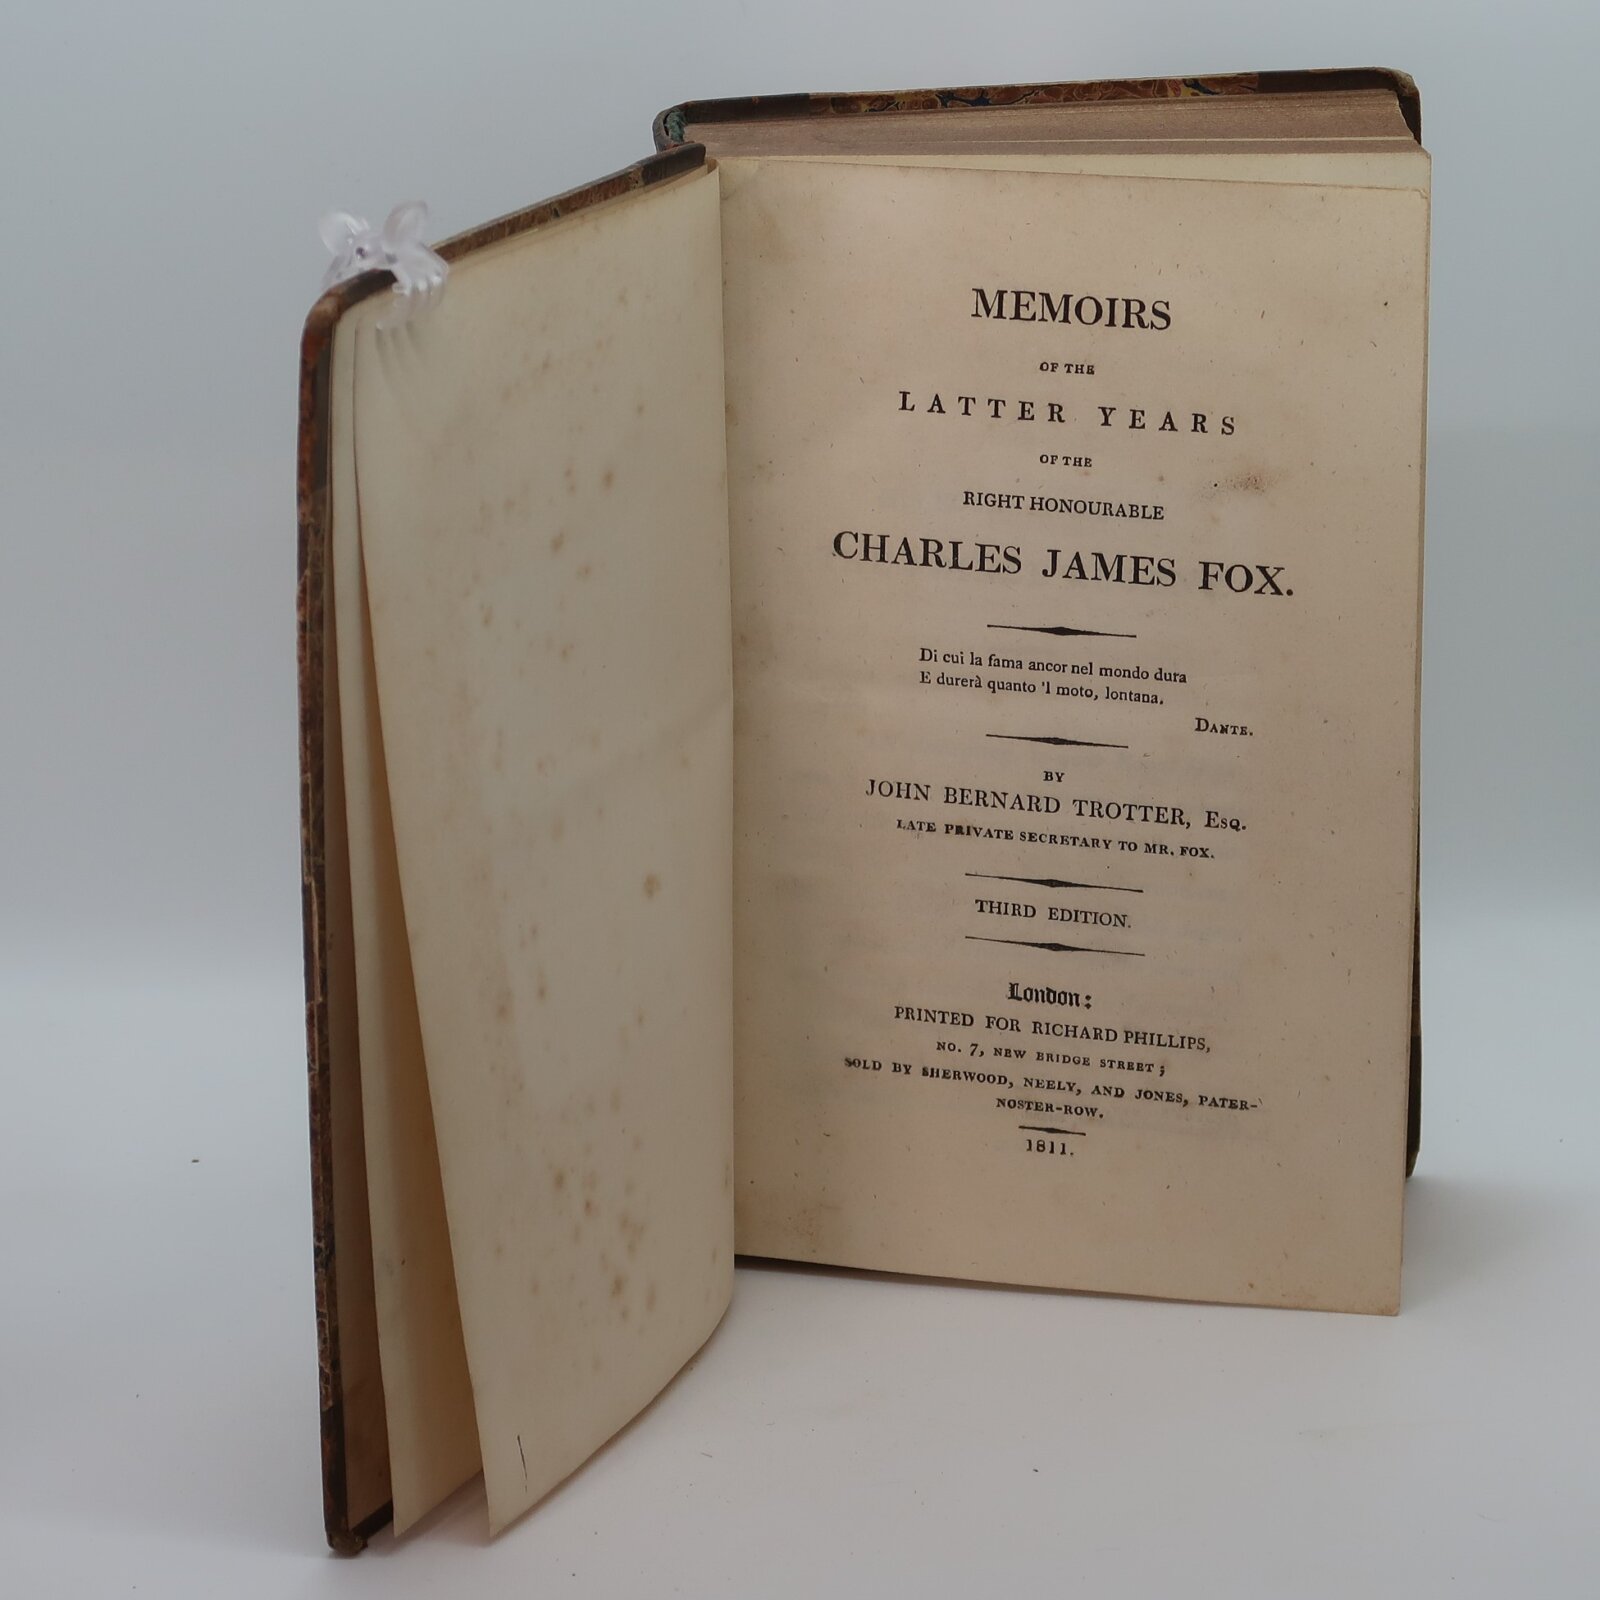 MEMOIRS
OF THE
LATTER YEARS
OF THE
RIGHT HONOURABLE
CHARLES JAMES FOX.
Di cui la fama ancor nel mondo dura
E durerà quanto 'l moto, lontana.
DANTE.
BY
JOHN BERNARD TROTTER, ESQ.
LATE PRIVATE SECRETARY TO MR. FOX.
THIRD EDITION.
London:
PRINTED FOR RICHARD PHILLIPS,
NO. 7, NEW BRIDGE STREET;
SOLD BY SHERWOOD, NEELY, AND JONES, PATER-
NOSTER-ROW.
1811.